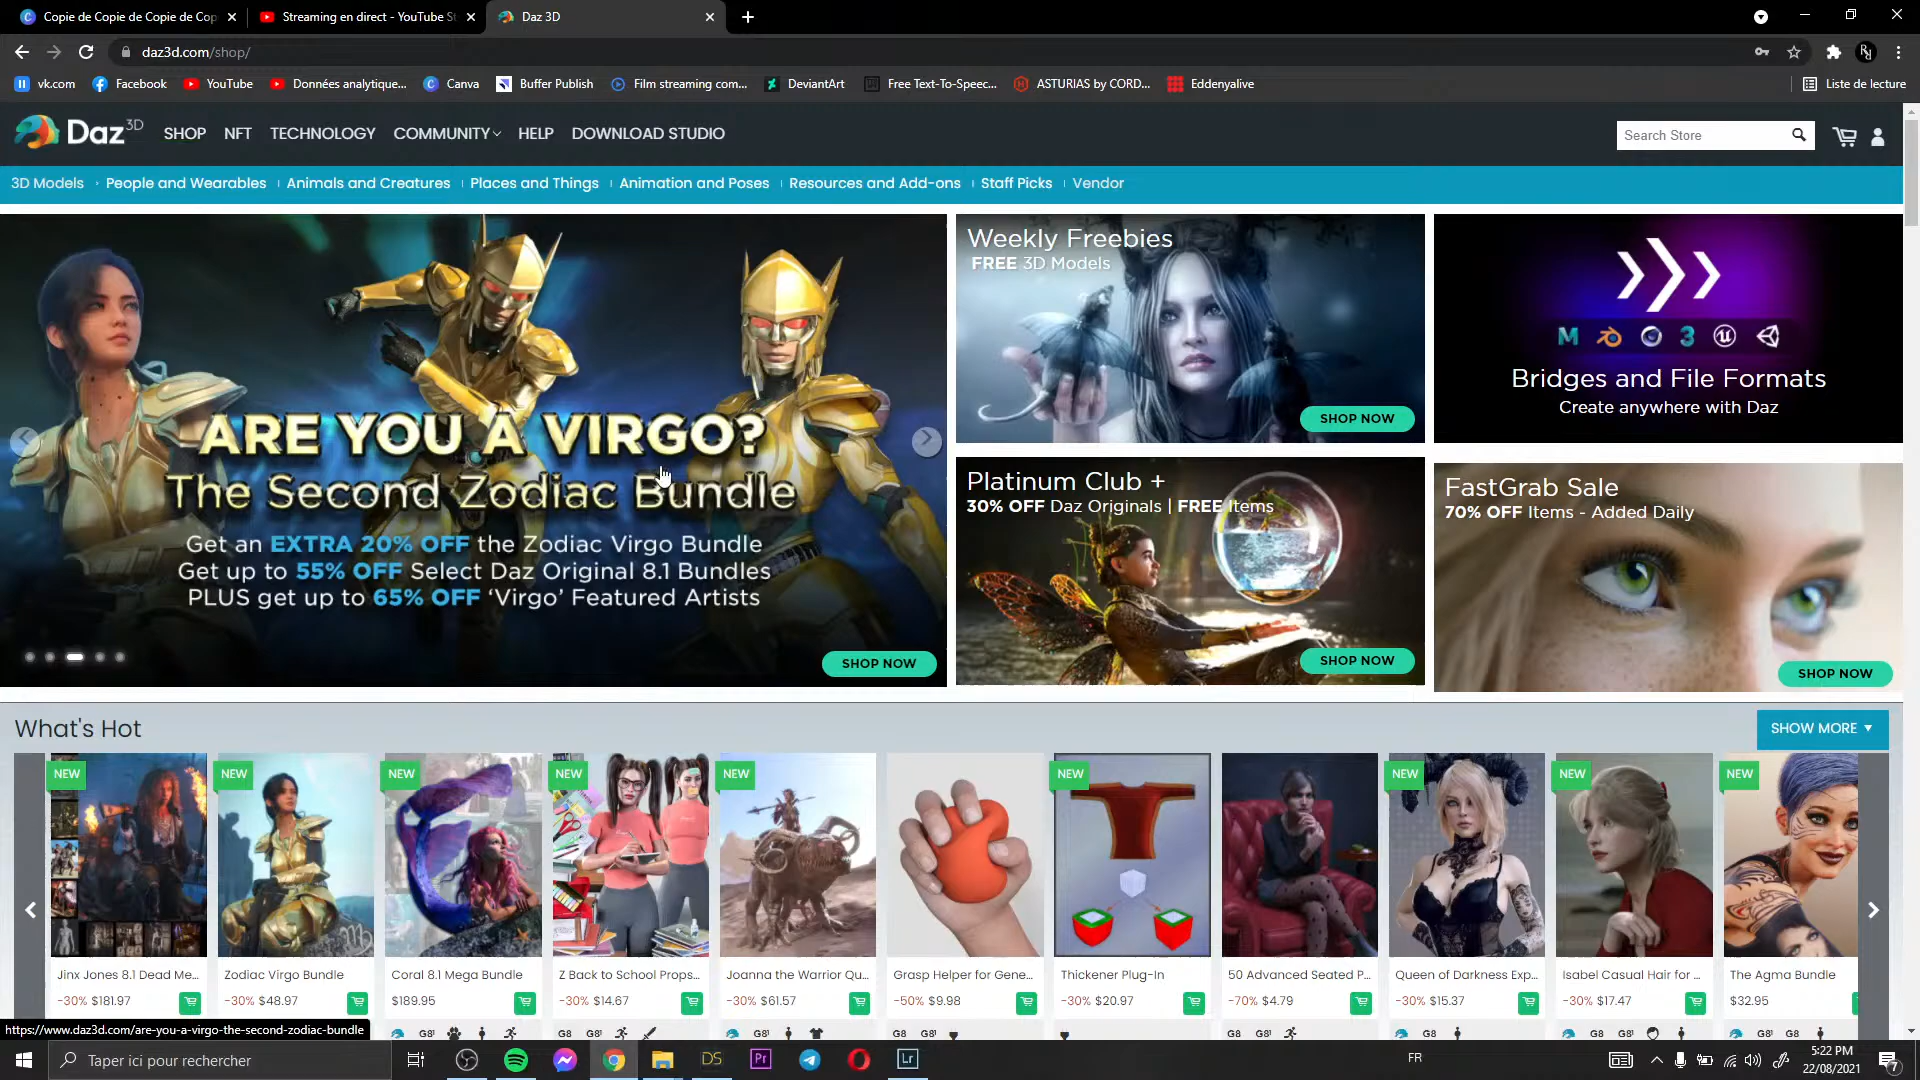 Copie de Copie de Copie de Cop
Streaming en direct - YouTube St
Daz 3D
daz3d.com/shop/
vk.com
Facebook
YouTube
Données analytique...
Canva
Buffer Publish
Film streaming com...
DeviantArt
Free Text-To-Speec...
ASTURIAS by CORD...
Eddenyalive
Liste de lecture
Daz 3D
SHOP
NFT
TECHNOLOGY
COMMUNITY
HELP
DOWNLOAD STUDIO
Search Store
3D Models
People and Wearables
Animals and Creatures
Places and Things
Animation and Poses
Resources and Add-ons
Staff Picks
Vendor
ARE YOU A VIRGO?
The Second Zodiac Bundle
Get an EXTRA 20% OFF the Zodiac Virgo Bundle
Get up to 55% OFF Select Daz Original 8.1 Bundles
PLUS get up to 65% OFF ‘Virgo’ Featured Artists
SHOP NOW
Weekly Freebies
FREE 3D Models
SHOP NOW
Bridges and File Formats
Create anywhere with Daz
Platinum Club +
30% OFF Daz Originals | FREE Items
SHOP NOW
FastGrab Sale
70% OFF Items - Added Daily
SHOP NOW
What's Hot
SHOW MORE
NEW
NEW
NEW
NEW
NEW
NEW
NEW
NEW
NEW
Jinx Jones 8.1 Dead Me...
Zodiac Virgo Bundle
Coral 8.1 Mega Bundle
Z Back to School Props...
Joanna the Warrior Qu...
Grasp Helper for Gene...
Thickener Plug-In
50 Advanced Seated P...
Queen of Darkness Exp...
Isabel Casual Hair for ...
The Agma Bundle
-30% $181.97
-30% $48.97
$189.95
-30% $14.67
-30% $61.57
-50% $9.98
-30% $20.97
-70% $4.79
-30% $15.37
-30% $17.47
$32.95
https://www.daz3d.com/are-you-a-virgo-the-second-zodiac-bundle
Taper ici pour rechercher
DS
Pr
Lr
FR
5:22 PM
22/08/2021
7